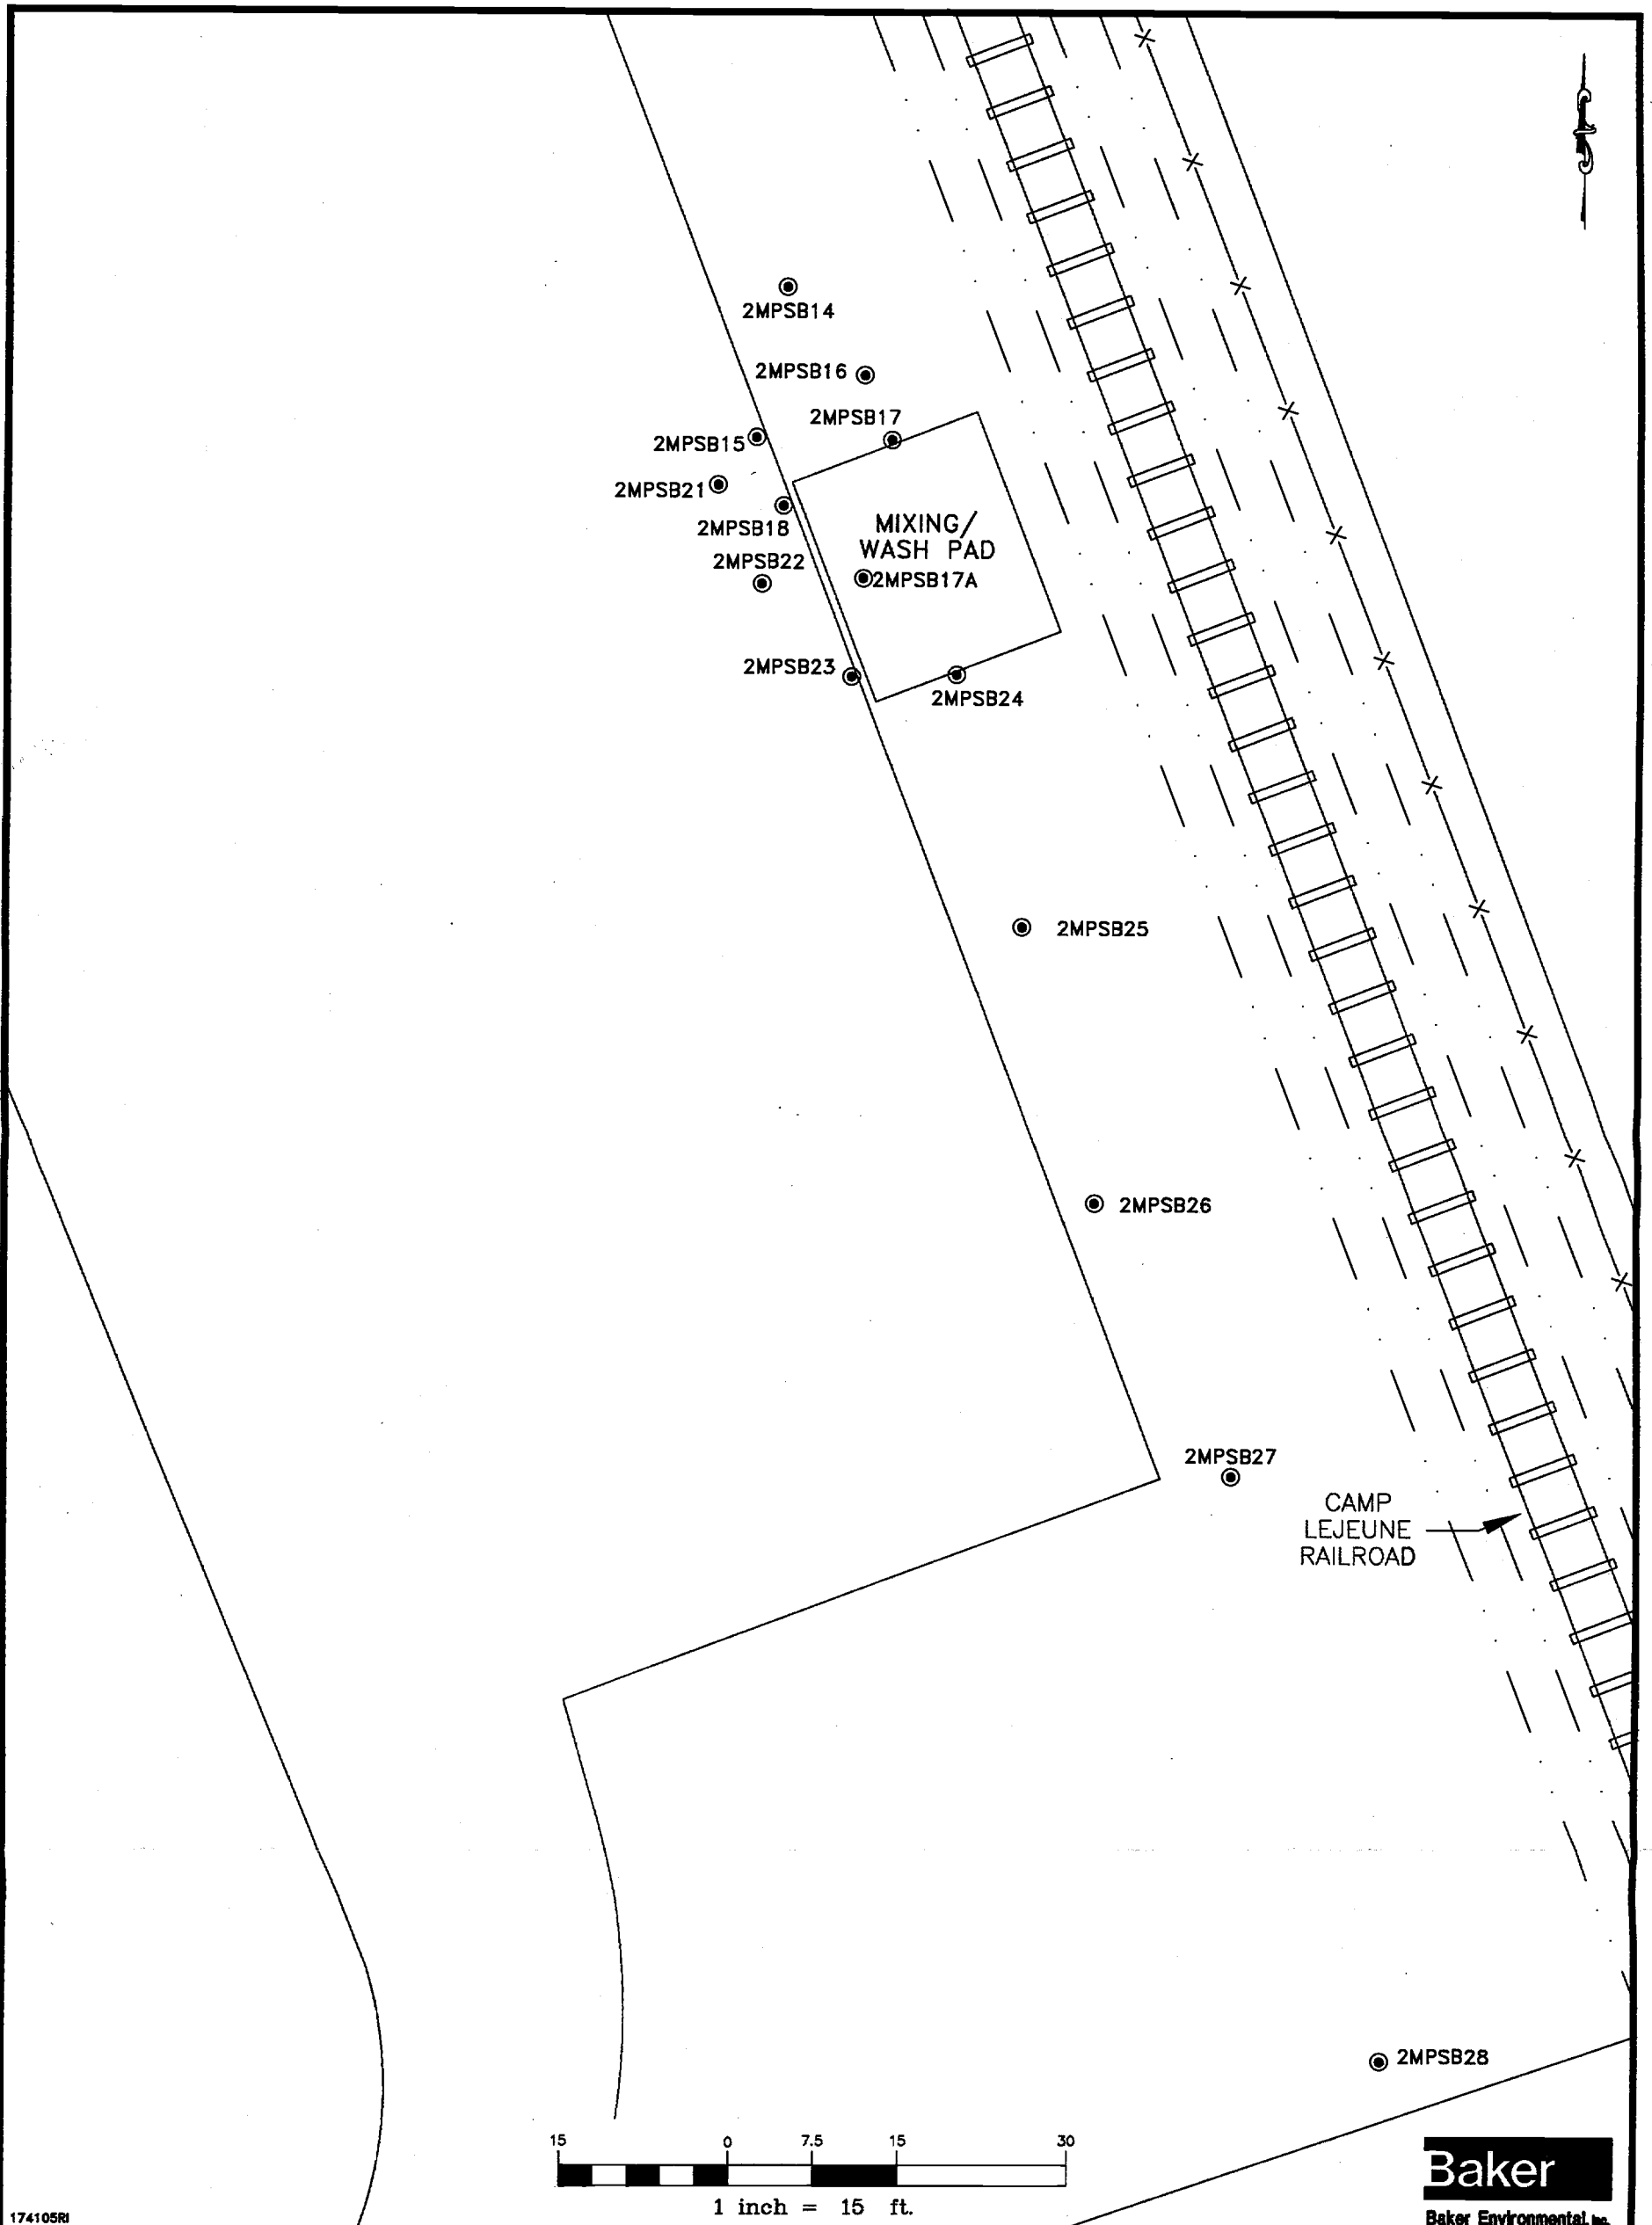 2MPSB14
2MPSB16
2MPSB17
2MPSB15
2MPSB21
2MPSB18
MIXING/
WASH PAD
2MPSB22
2MPSB17A
2MPSB23
2MPSB24
2MPSB25
2MPSB26
2MPSB27
CAMP
LEJEUNE
RAILROAD
2MPSB28
15 0 7.5 15 30
1 inch = 15 ft.
Baker
Baker Environmental, Inc.
174105RI